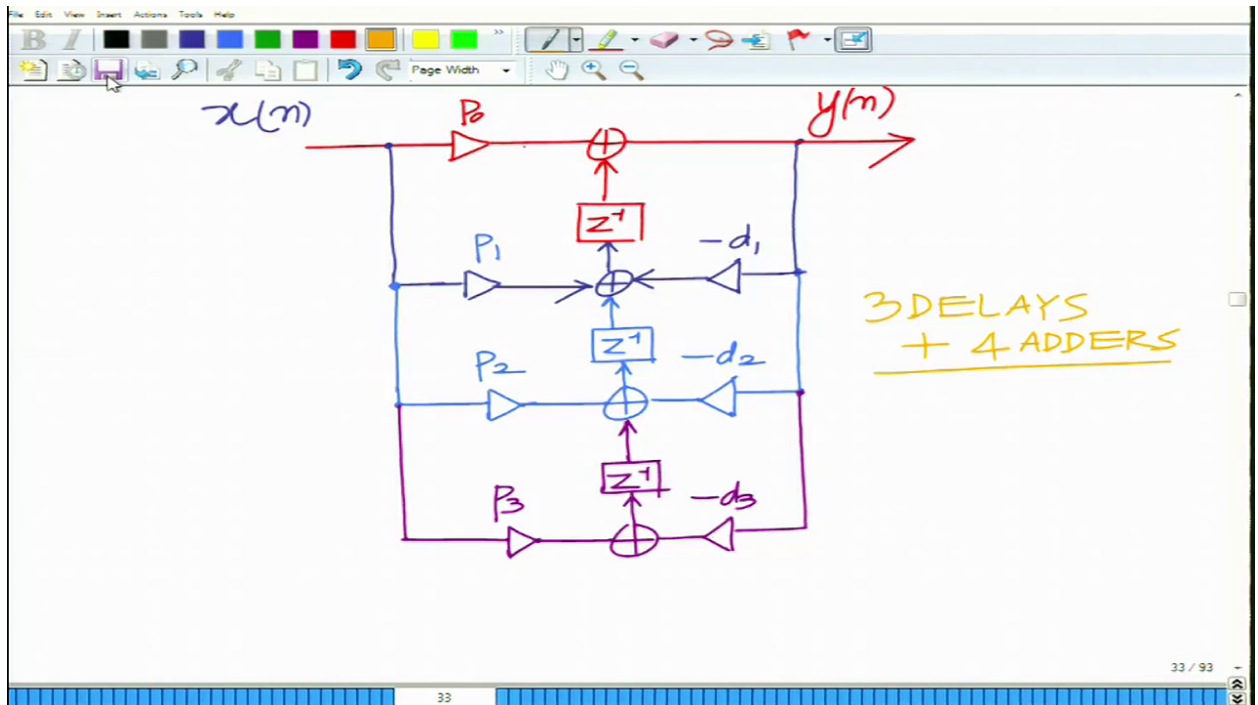 File Edit View Insert Actions Tools Help
B I
Page Width
x(n) P₀ y(n)
z⁻¹
P₁ -d₁
3 DELAYS
+ 4 ADDERS
z⁻¹
P₂ -d₂
z⁻¹
P₃ -d₃
33 / 93
33